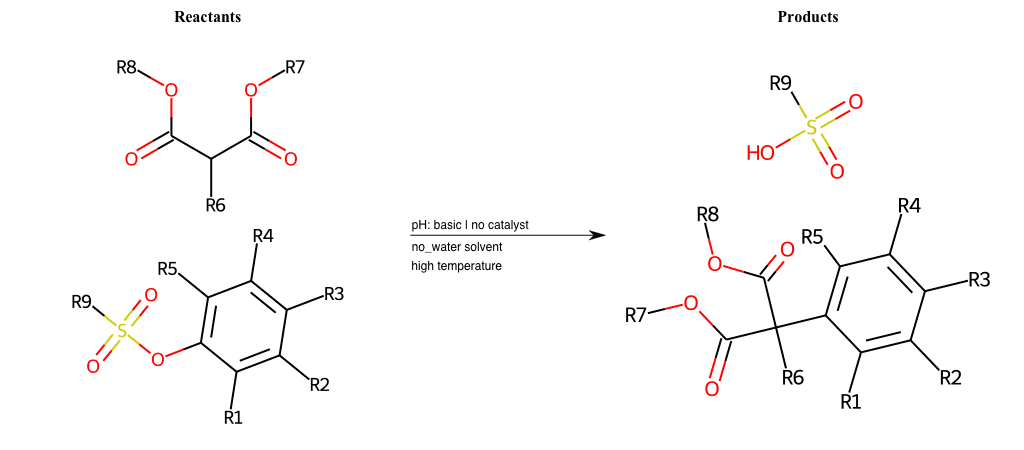 Reactants
Products
R8
R7
O
O
O
O
R6
R9
O
S
O
HO
O
pH: basic | no catalyst
no_water solvent
high temperature
R4
R5
R3
R9
O
S
O
O
R2
R1
R8
R4
R5
O
O
R3
R7
O
O
R6
R2
R1